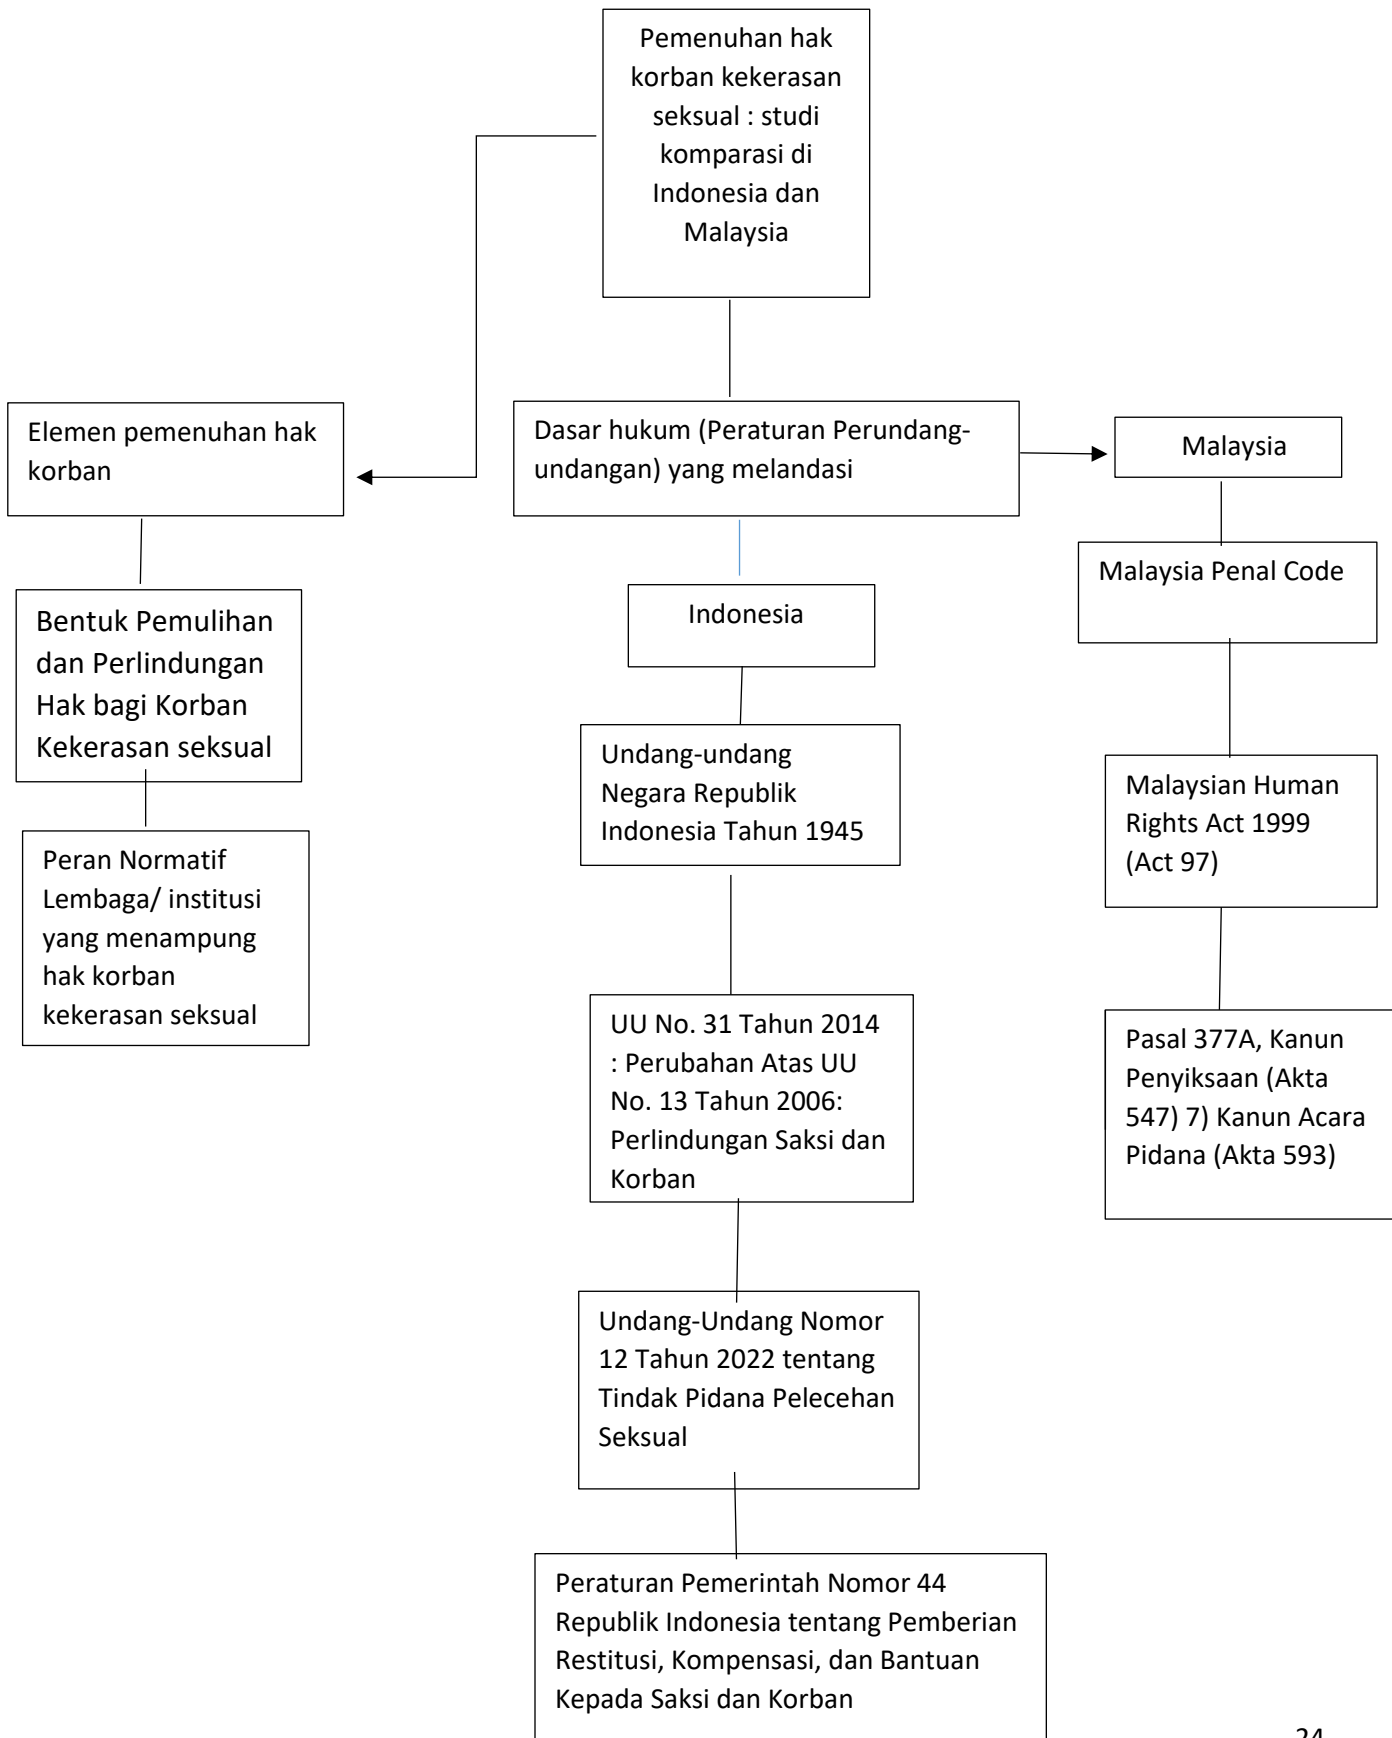 Pemenuhan hak
korban kekerasan
seksual : studi
komparasi di
Indonesia dan
Malaysia
Elemen pemenuhan hak
korban
Dasar hukum (Peraturan Perundang-
undangan) yang melandasi
Malaysia
Malaysia Penal Code
Bentuk Pemulihan
dan Perlindungan
Hak bagi Korban
Kekerasan seksual
Indonesia
Undang-undang
Negara Republik
Indonesia Tahun 1945
Malaysian Human
Rights Act 1999
(Act 97)
Peran Normatif
Lembaga/ institusi
yang menampung
hak korban
kekerasan seksual
UU No. 31 Tahun 2014
: Perubahan Atas UU
No. 13 Tahun 2006:
Perlindungan Saksi dan
Korban
Pasal 377A, Kanun
Penyiksaan (Akta
547) 7) Kanun Acara
Pidana (Akta 593)
Undang-Undang Nomor
12 Tahun 2022 tentang
Tindak Pidana Pelecehan
Seksual
Peraturan Pemerintah Nomor 44
Republik Indonesia tentang Pemberian
Restitusi, Kompensasi, dan Bantuan
Kepada Saksi dan Korban
24